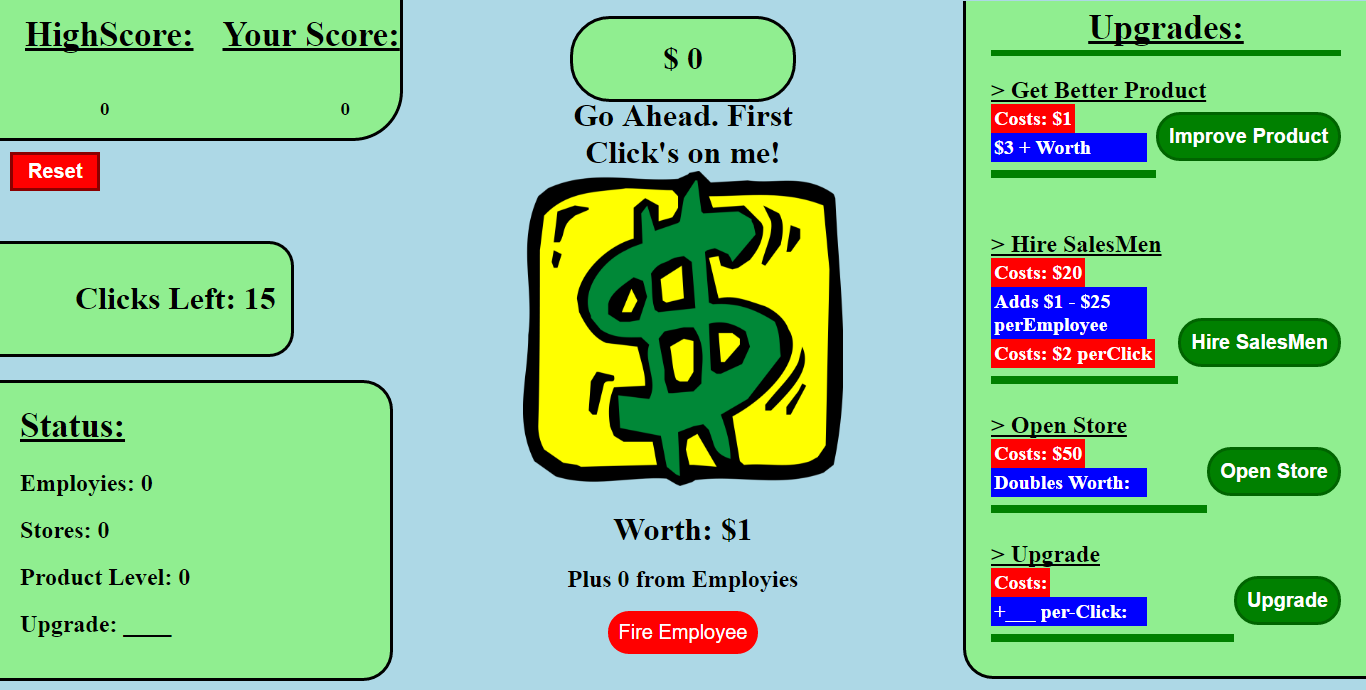 HighScore:
Your Score:
0
0
Reset
Clicks Left: 15
Status:
Employies: 0
Stores: 0
Product Level: 0
Upgrade: ____
$ 0
Go Ahead. First
Click's on me!
Worth: $1
Plus 0 from Employies
Fire Employee
Upgrades:
> Get Better Product
Costs: $1
$3 + Worth
Improve Product
> Hire SalesMen
Costs: $20
Adds $1 - $25
perEmployee
Costs: $2 perClick
Hire SalesMen
> Open Store
Costs: $50
Doubles Worth:
Open Store
> Upgrade
Costs:
+___ per-Click:
Upgrade